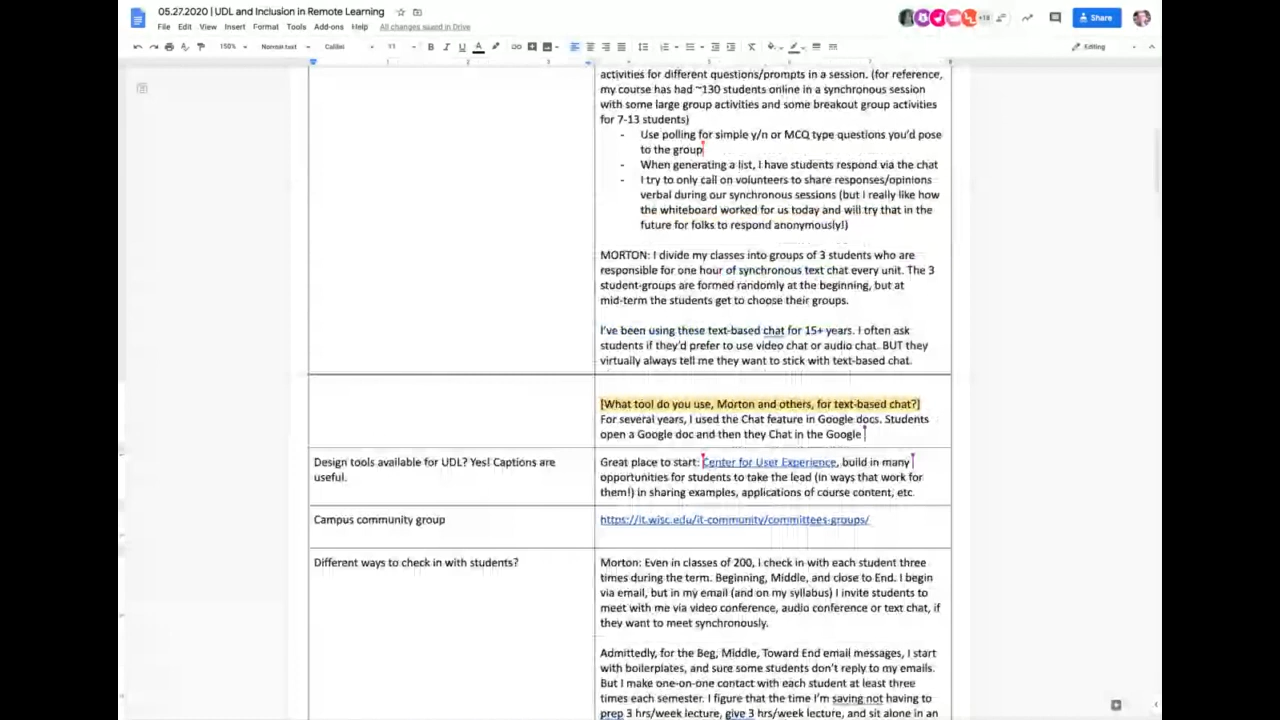 05.27.2020 | UDL and Inclusion in Remote Learning
File Edit View Insert Format Tools Add-ons Help All changes saved in Drive
+18
Share
150% Normal text Calibri 11 B I U A Editing
1 2 3 4 5 6 7 8
activities for different questions/prompts in a session. (for reference,
my course has had ~130 students online in a synchronous session
with some large group activities and some breakout group activities
for 7-13 students)
- Use polling for simple y/n or MCQ type questions you'd pose
to the group
- When generating a list, I have students respond via the chat
- I try to only call on volunteers to share responses/opinions
verbal during our synchronous sessions (but I really like how
the whiteboard worked for us today and will try that in the
future for folks to respond anonymously!)
MORTON: I divide my classes into groups of 3 students who are
responsible for one hour of synchronous text chat every unit. The 3
student-groups are formed randomly at the beginning, but at
mid-term the students get to choose their groups.
I've been using these text-based chat for 15+ years. I often ask
students if they'd prefer to use video chat or audio chat. BUT they
virtually always tell me they want to stick with text-based chat.
[What tool do you use, Morton and others, for text-based chat?]
For several years, I used the Chat feature in Google docs. Students
open a Google doc and then they Chat in the Google
Design tools available for UDL? Yes! Captions are
useful.
Great place to start: Center for User Experience, build in many
opportunities for students to take the lead (in ways that work for
them!) in sharing examples, applications of course content, etc.
Campus community group
https://it.wisc.edu/it-community/committees-groups/
Different ways to check in with students?
Morton: Even in classes of 200, I check in with each student three
times during the term. Beginning, Middle, and close to End. I begin
via email, but in my email (and on my syllabus) I invite students to
meet with me via video conference, audio conference or text chat, if
they want to meet synchronously.
Admittedly, for the Beg, Middle, Toward End email messages, I start
with boilerplates, and sure some students don't reply to my emails.
But I make one-on-one contact with each student at least three
times each semester. I figure that the time I'm saving not having to
prep 3 hrs/week lecture, give 3 hrs/week lecture, and sit alone in an